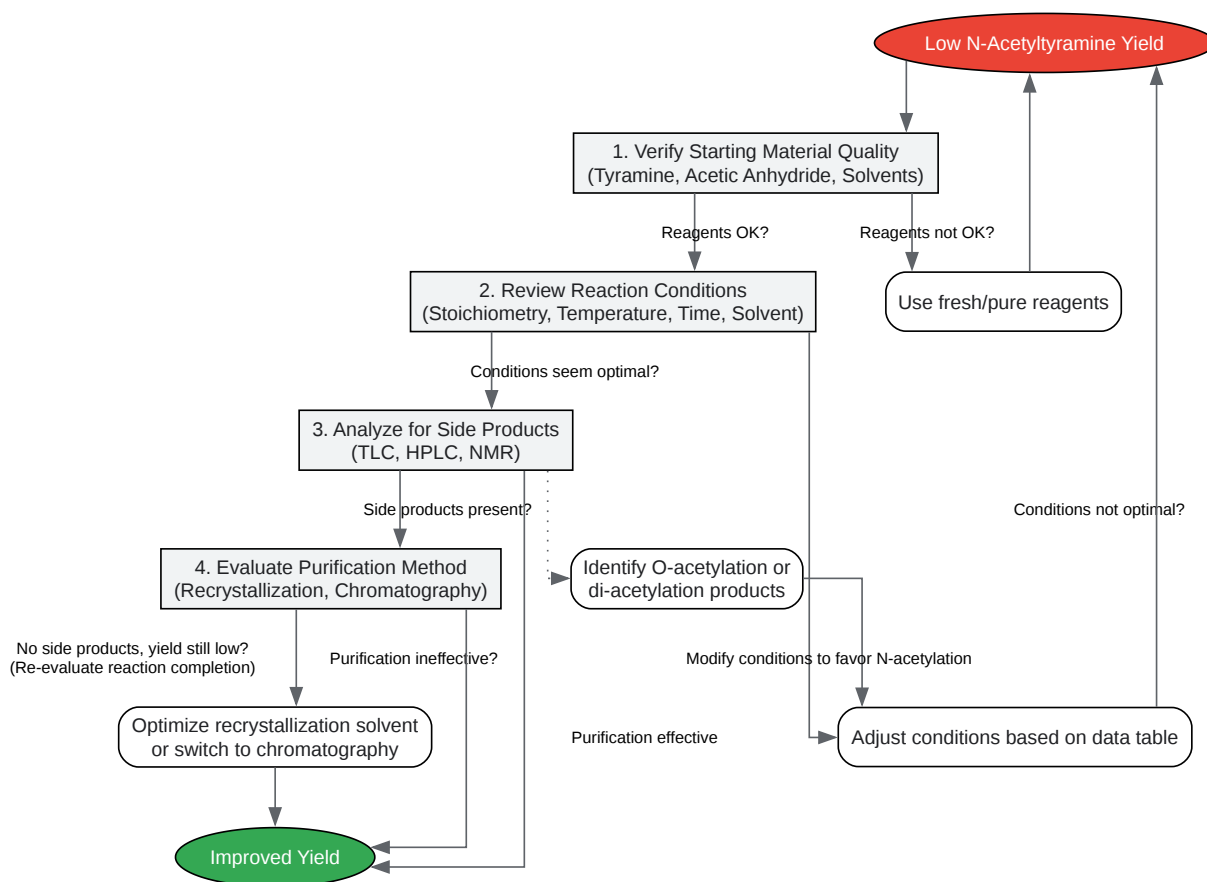 Low N-Acetyltyramine Yield
1. Verify Starting Material Quality
(Tyramine, Acetic Anhydride, Solvents)
Reagents OK?
Reagents not OK?
2. Review Reaction Conditions
(Stoichiometry, Temperature, Time, Solvent)
Use fresh/pure reagents
Conditions seem optimal?
3. Analyze for Side Products
(TLC, HPLC, NMR)
Side products present?
Conditions not optimal?
4. Evaluate Purification Method
(Recrystallization, Chromatography)
Identify O-acetylation or
di-acetylation products
No side products, yield still low?
(Re-evaluate reaction completion)
Purification ineffective?
Modify conditions to favor N-acetylation
Optimize recrystallization solvent
or switch to chromatography
Purification effective
Adjust conditions based on data table
Improved Yield